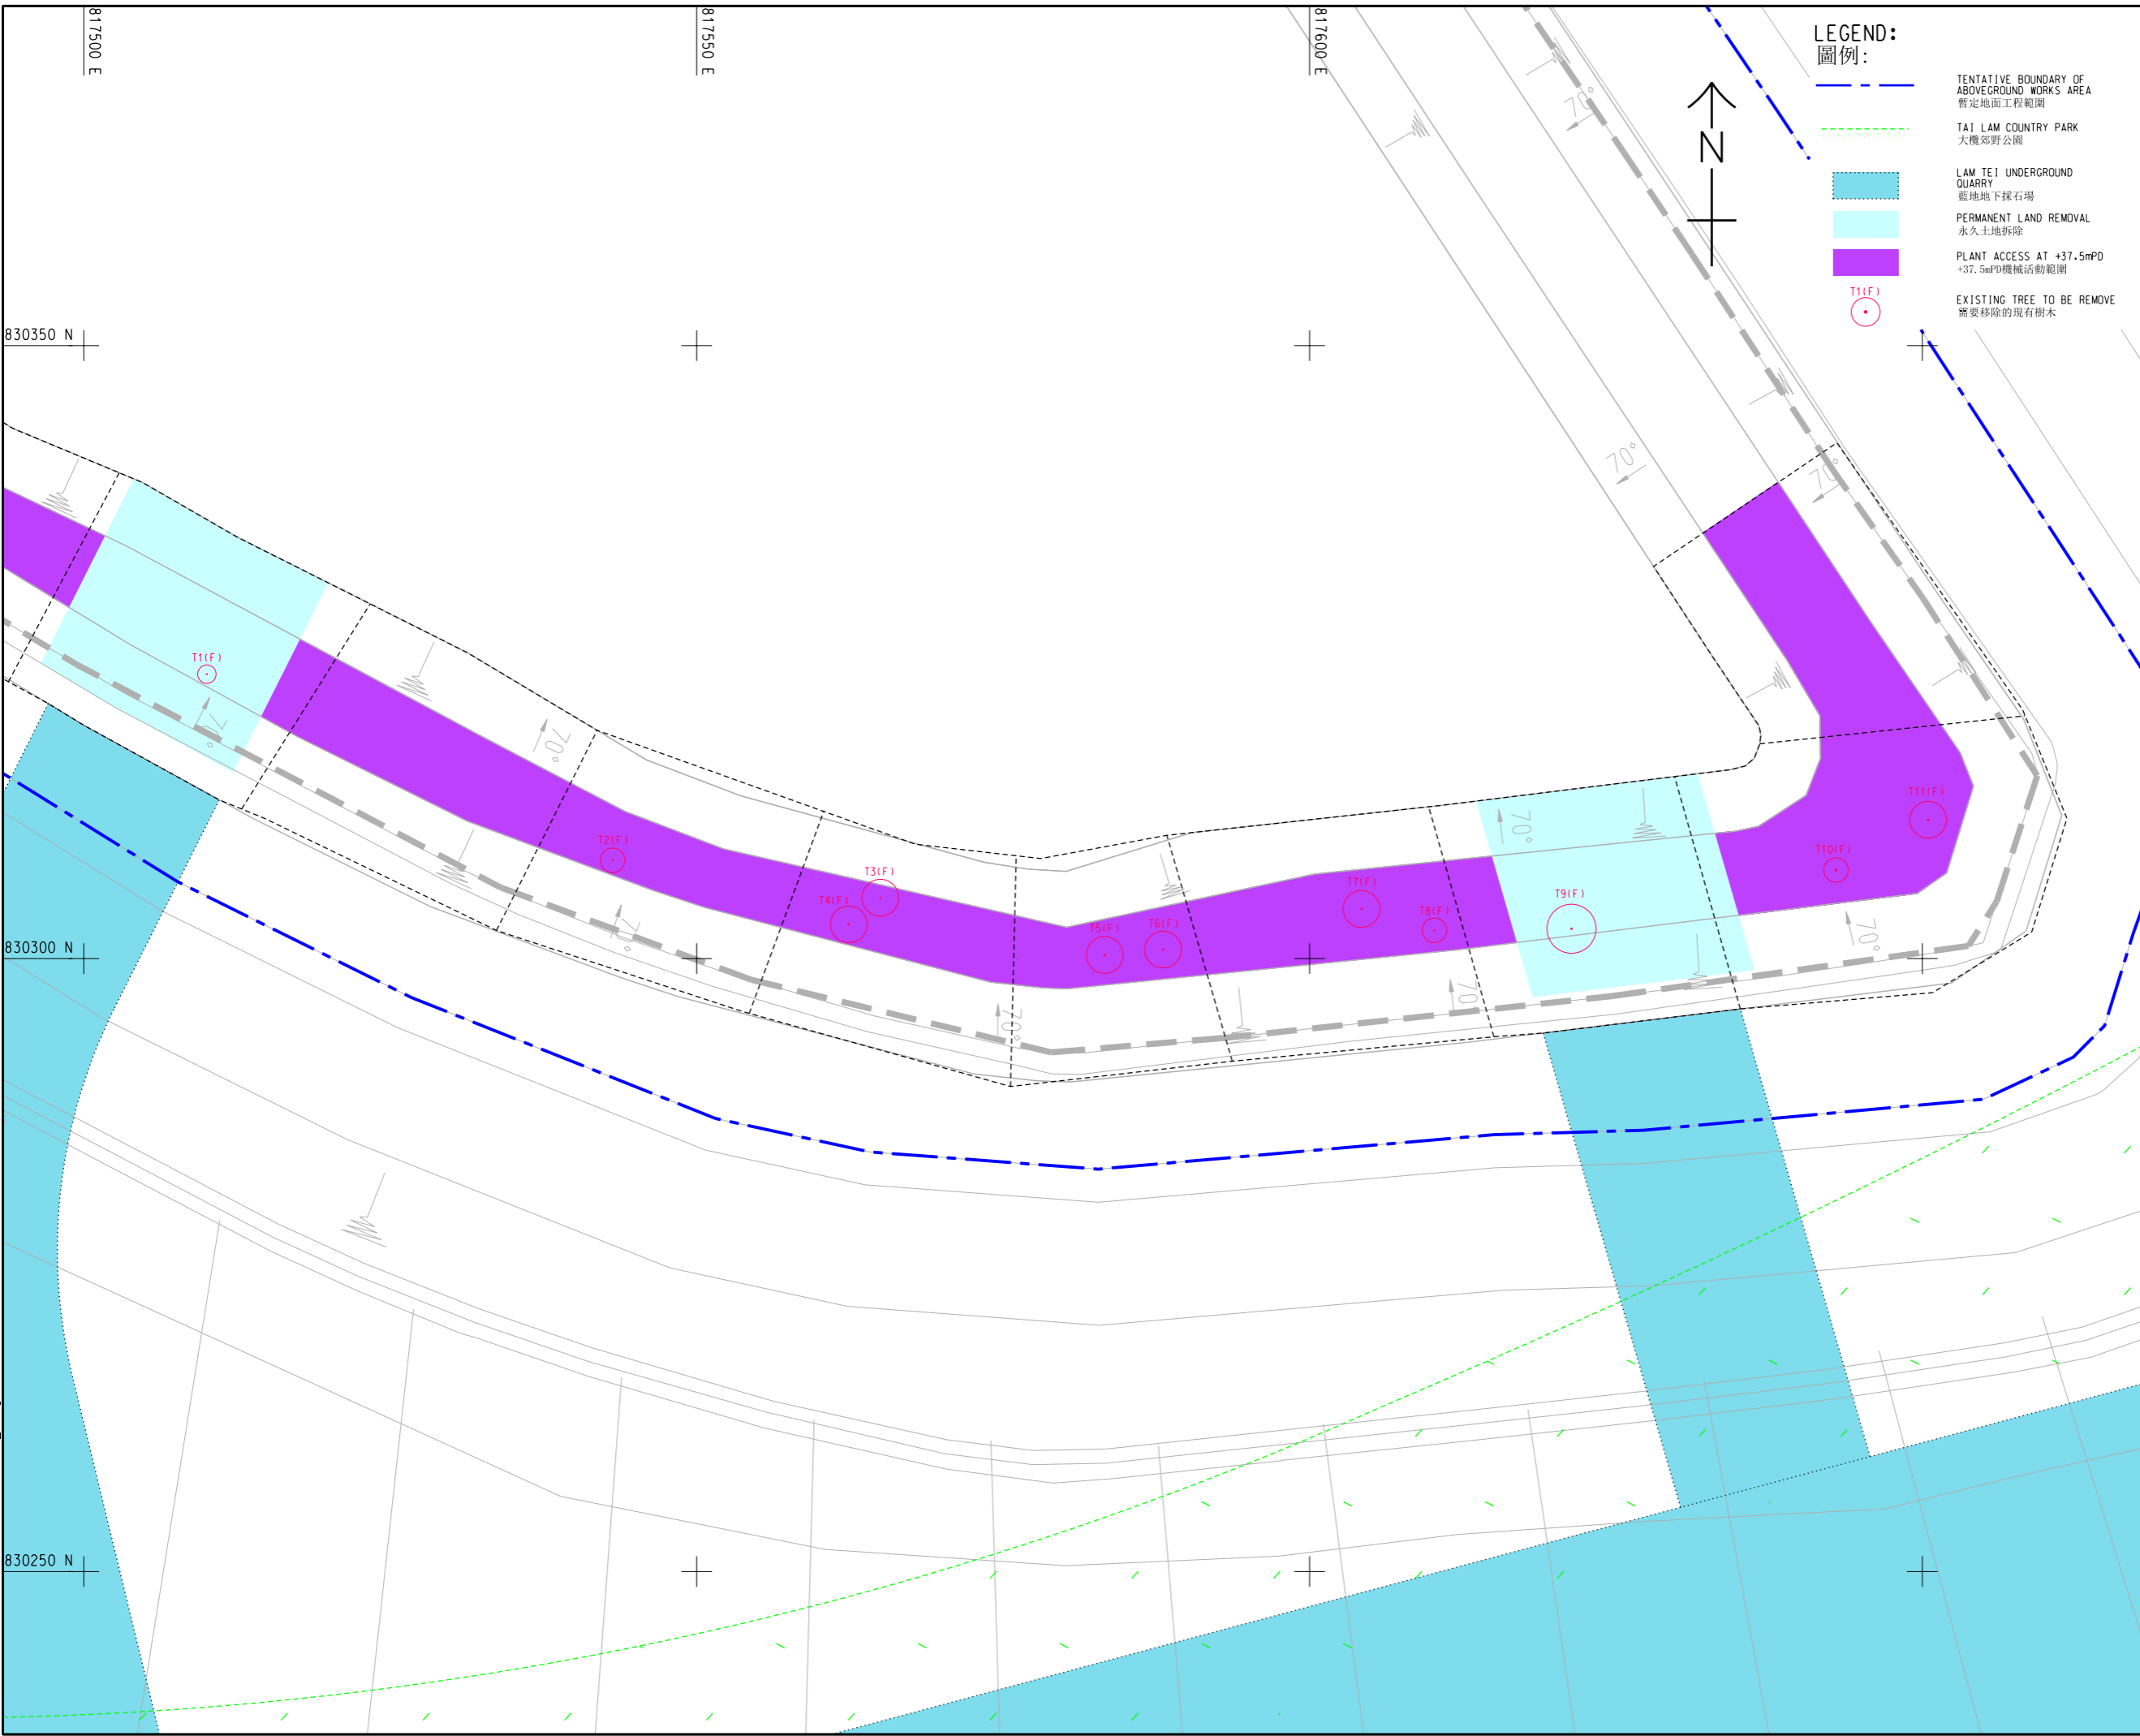 817500 E
817550 E
817600 E
LEGEND:
圖例:
TENTATIVE BOUNDARY OF
ABOVEGROUND WORKS AREA
暫定地面工程範圍
TAI LAM COUNTRY PARK
大欖郊野公園
LAM TEI UNDERGROUND
QUARRY
藍地地下採石場
PERMANENT LAND REMOVAL
永久土地拆除
PLANT ACCESS AT +37.5mPD
+37.5mPD機械活動範圍
T1(F)
EXISTING TREE TO BE REMOVE
需要移除的現有樹木
N
70°
830350 N
70°
70°
T1(F)
70°
70°
T2(F)
T3(F)
T4(F)
T5(F)
T6(F)
T7(F)
T8(F)
T9(F)
T10(F)
T11(F)
70°
70°
70°
70°
70°
830300 N
830250 N